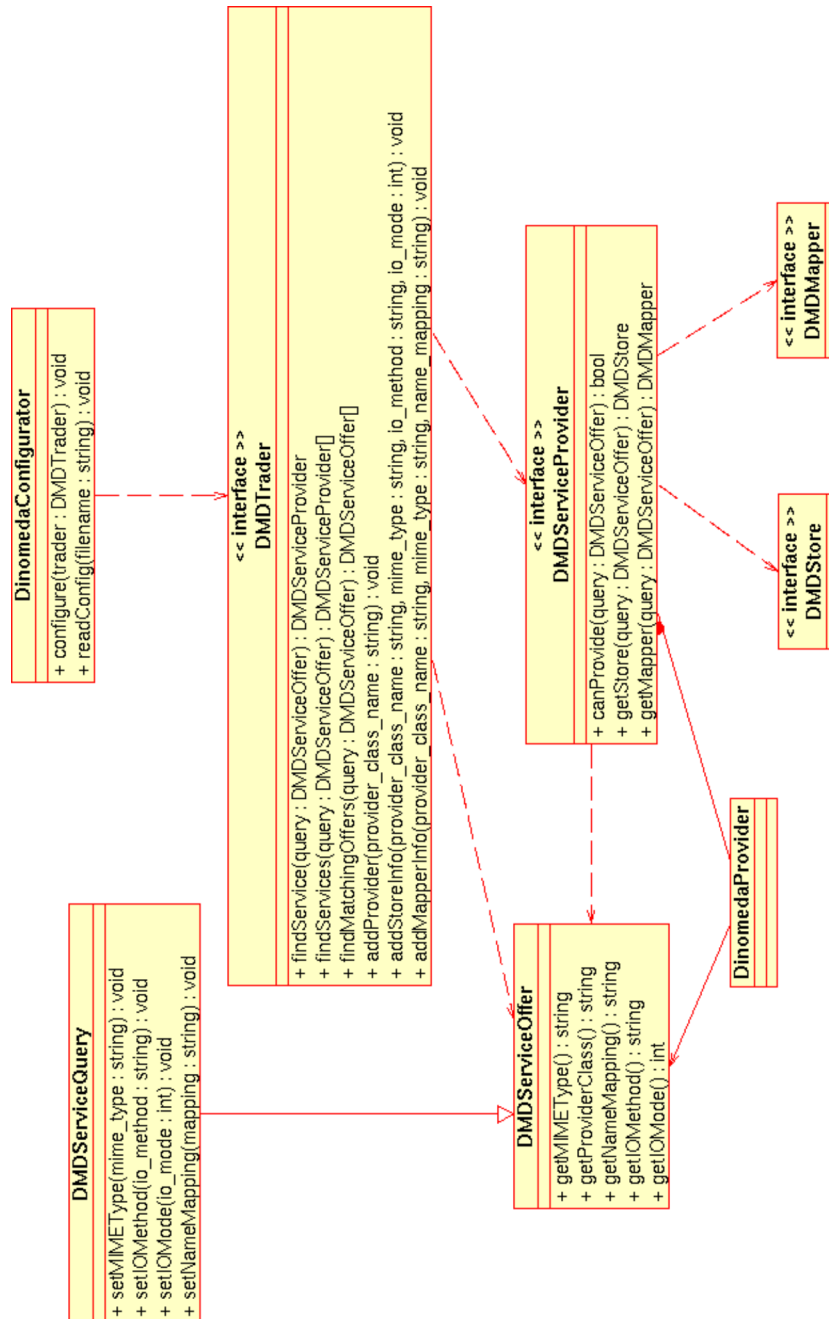 DMDServiceQuery
+ setMIMEType(mime_type : string) : void
+ setIOMethod(io_method : string) : void
+ setIOMode(io_mode : int) : void
+ setNameMapping(mapping : string) : void
DinomedaConfigurator
+ configure(trader : DMDTrader) : void
+ readConfig(filename : string) : void
<< interface >>
DMDTrader
+ findService(query : DMDServiceOffer) : DMDServiceProvider
+ findServices(query : DMDServiceOffer) : DMDServiceProvider[]
+ findMatchingOffers(query : DMDServiceOffer) : DMDServiceOffer[]
+ addProvider(provider_class_name : string) : void
+ addStoreInfo(provider_class_name : string, mime_type : string, io_method : string, io_mode : int) : void
+ addMapperInfo(provider_class_name : string, mime_type : string, name_mapping : string) : void
DMDServiceOffer
+ getMIMEType() : string
+ getProviderClass() : string
+ getNameMapping() : string
+ getIOMethod() : string
+ getIOMode() : int
<< interface >>
DMDServiceProvider
+ canProvide(query : DMDServiceOffer) : bool
+ getStore(query : DMDServiceOffer) : DMDStore
+ getMapper(query : DMDServiceOffer) : DMDMapper
DinomedaProvider
<< interface >>
DMDStore
<< interface >>
DMDMapper